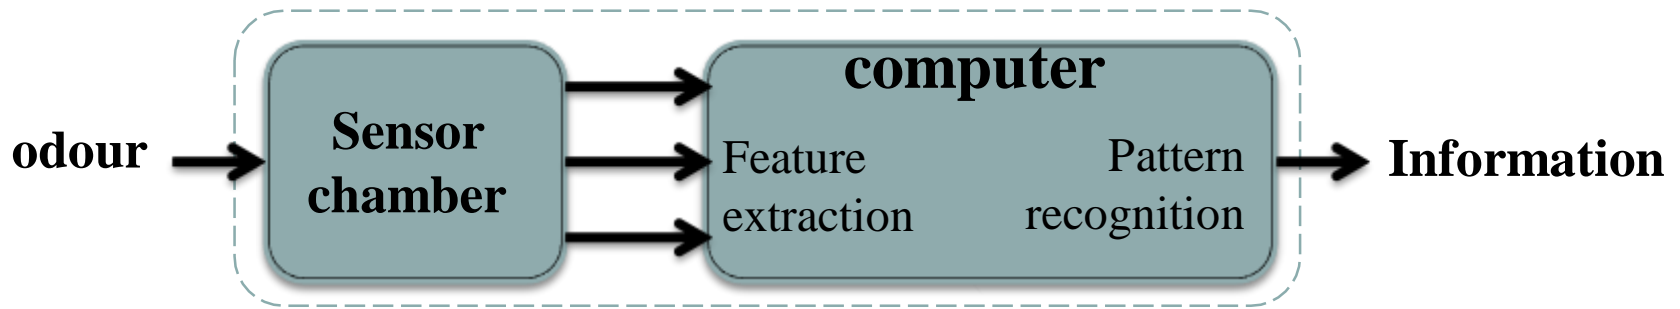 odour
Sensor
chamber
computer
Feature
extraction
Pattern
recognition
Information